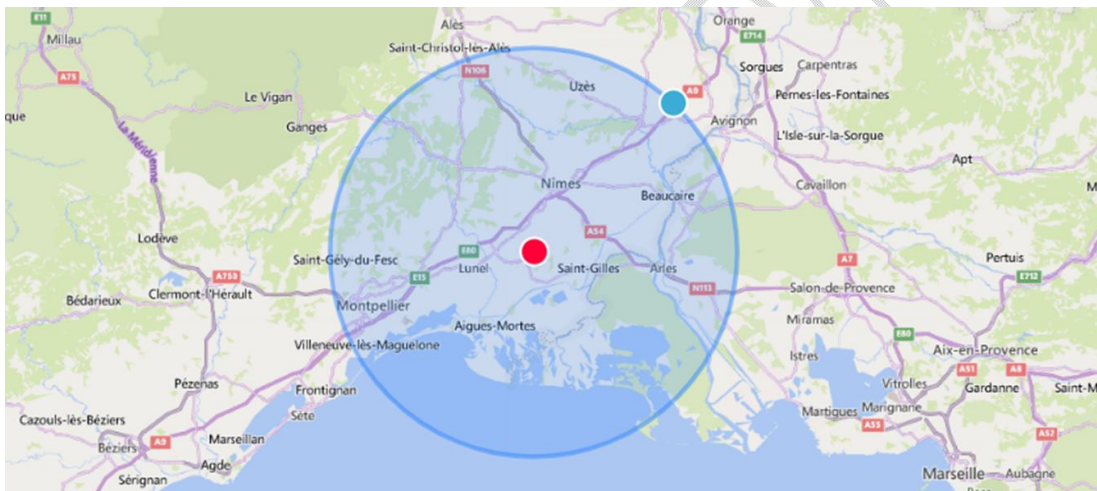 E11
Millau
Alès
Orange
E714
Saint-Christol-lès-Alès
Sorgues
Carpentras
A75
N106
Uzès
A9
Le Vigan
Pernes-les-Fontaines
que
Ganges
Avignon
L'Isle-sur-la-Sorgue
La Méridienne
Apt
Nîmes
Cavaillon
M
Beaucaire
Lodève
A54
E80
Saint-Gély-du-Fesc
Lunel
Saint-Gilles
Arles
A7
Pertuis
E712
A750
E15
Bédarieux
Clermont-l'Hérault
N113
Salon-de-Provence
Montpellier
Miramas
Aigues-Mortes
E80
Villeneuve-lès-Maguelone
Istres
Aix-en-Provence
A51
A8
Pézenas
Frontignan
Vitrolles
Gardanne
Saint-M
Sète
Cazouls-lès-Béziers
Martigues
Marignane
A55
A52
Béziers
A9
Marseillan
Agde
Sérignan
Marseille
Aubagne